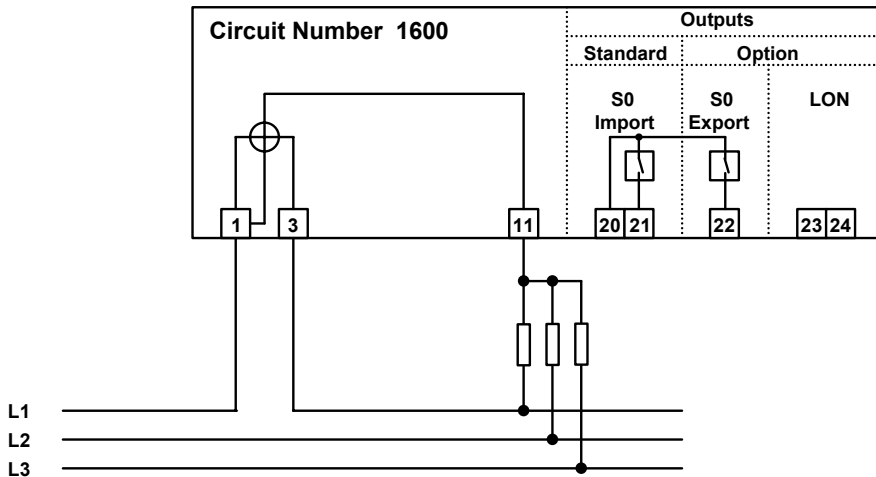 Circuit Number 1600
Outputs
Standard
Option
S0
Import
S0
Export
LON
1
3
11
20
21
22
23
24
L1
L2
L3